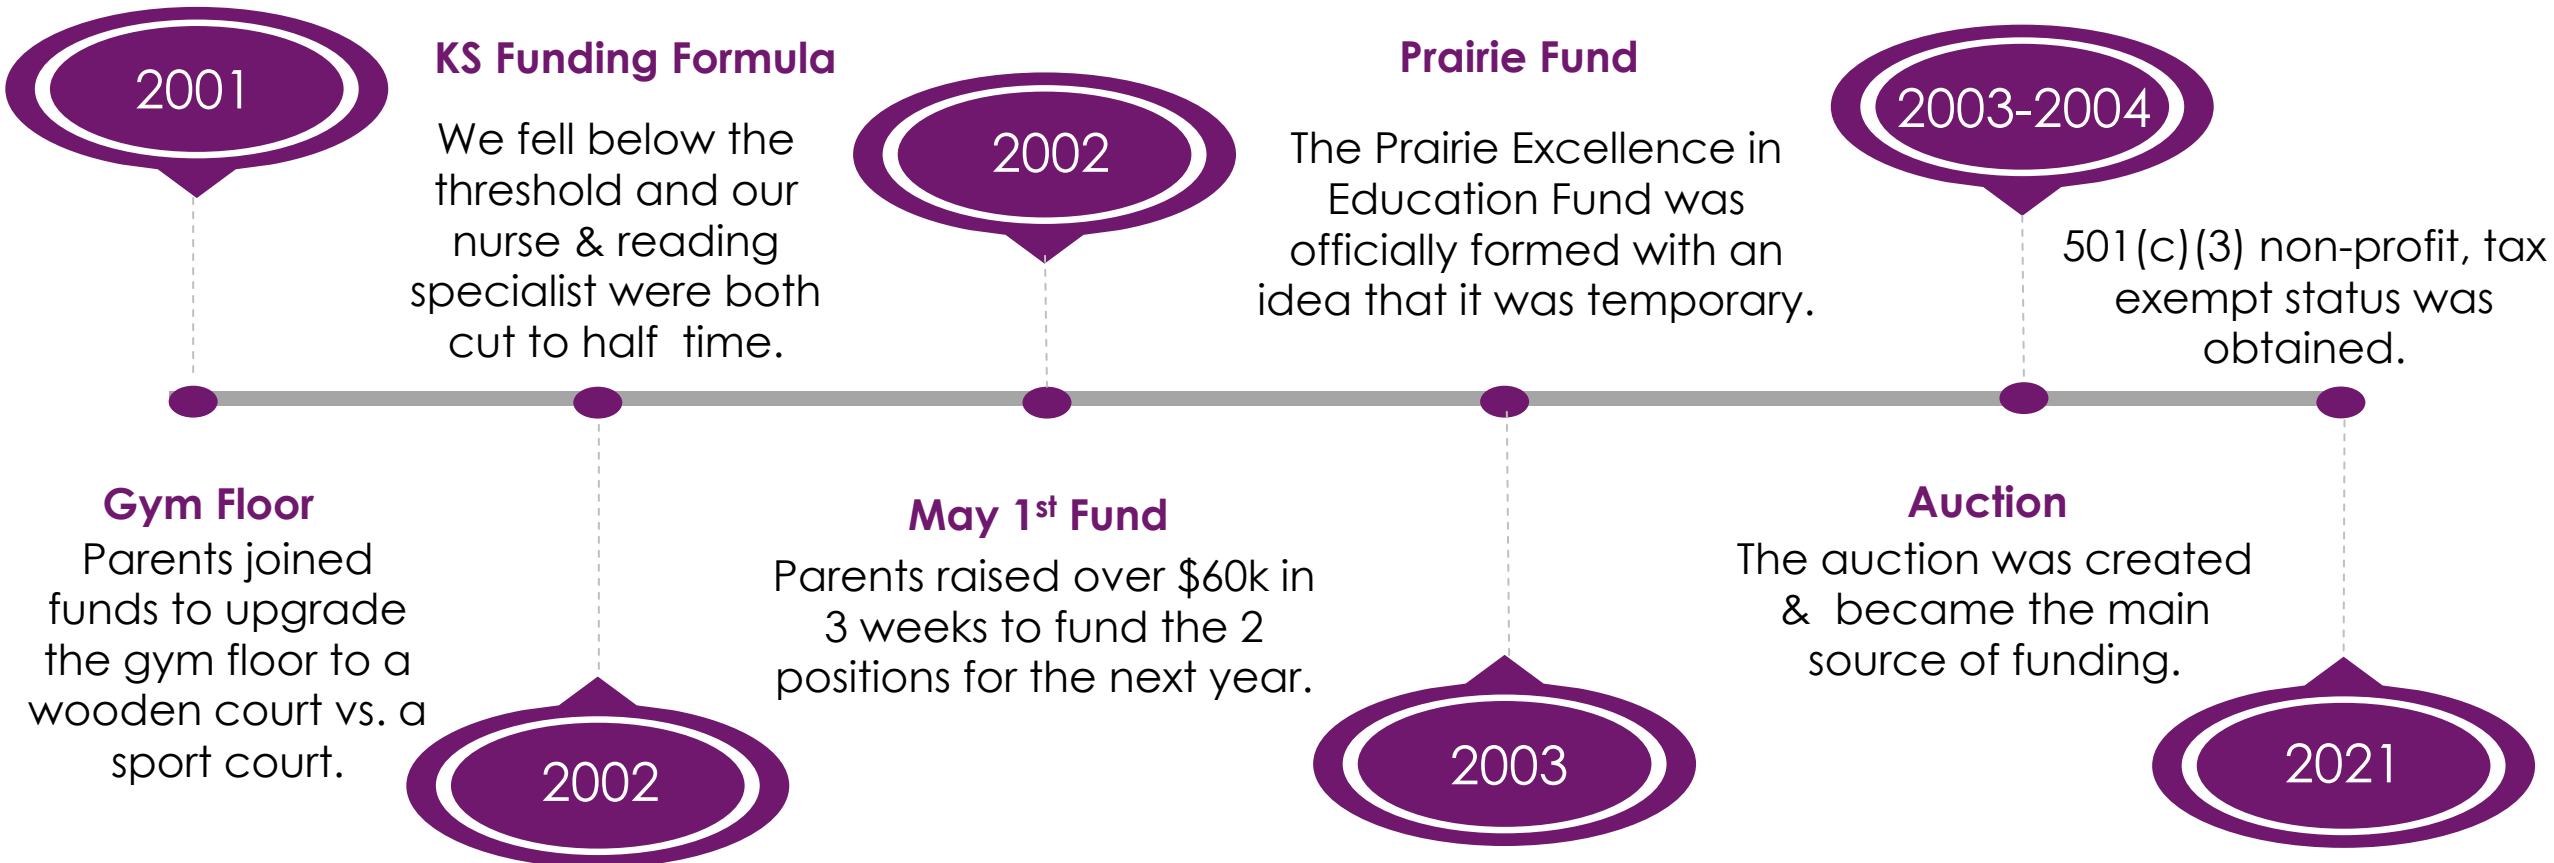 2001
Gym Floor
Parents joined
funds to upgrade
the gym floor to a
wooden court vs. a
sport court.
KS Funding Formula
We fell below the
threshold and our
nurse & reading
specialist were both
cut to half  time.
2002
2002
May 1st Fund
Parents raised over $60k in
3 weeks to fund the 2
positions for the next year.
Prairie Fund
The Prairie Excellence in
Education Fund was
officially formed with an
idea that it was temporary.
2003
2003-2004
Auction
The auction was created
&  became the main
source of funding.
501(c)(3) non-profit, tax
exempt status was
obtained.
2021